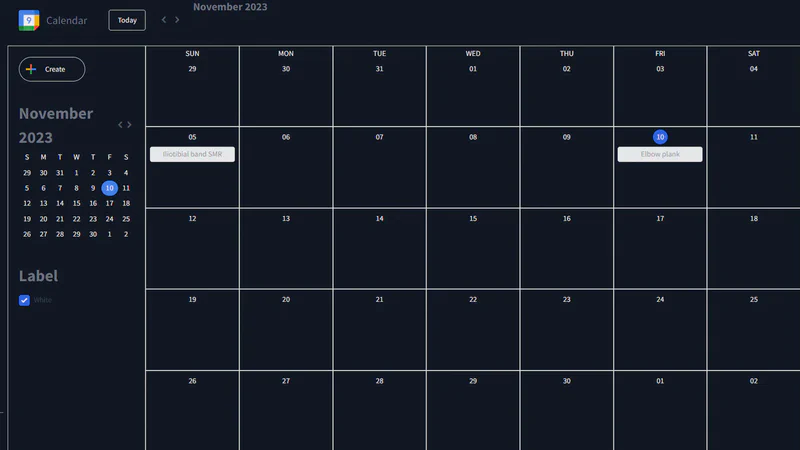 November 2023
9 Calendar Today
Create
November
2023
S M T W T F S
29 30 31 1 2 3 4
5 6 7 8 9 10 11
12 13 14 15 16 17 18
19 20 21 22 23 24 25
26 27 28 29 30 1 2
Label
White
SUN MON TUE WED THU FRI SAT
29 30 31 01 02 03 04
05 06 07 08 09 10 11
Iliotibial band SMR Elbow plank
12 13 14 15 16 17 18
19 20 21 22 23 24 25
26 27 28 29 30 01 02